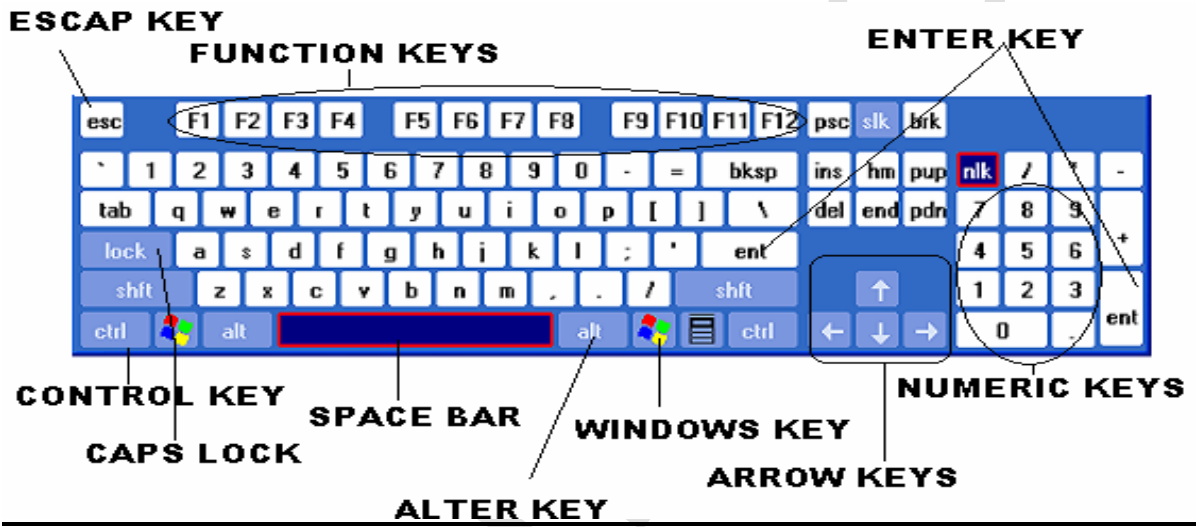 ESCAP KEY
FUNCTION KEYS
ENTER KEY
esc F1 F2 F3 F4 F5 F6 F7 F8 F9 F10 F11 F12 psc slk brk
` 1 2 3 4 5 6 7 8 9 0 - = bksp ins hm pup nlk / * -
tab q w e r t y u i o p [ ] \ del end pdn 7 8 9
lock a s d f g h j k l ; ' ent 4 5 6 +
shft z x c v b n m , . / shft ↑ 1 2 3
ctrl alt alt ctrl ← ↓ → 0 . ent
CONTROL KEY
SPACE BAR
WINDOWS KEY
NUMERIC KEYS
CAPS LOCK
ARROW KEYS
ALTER KEY